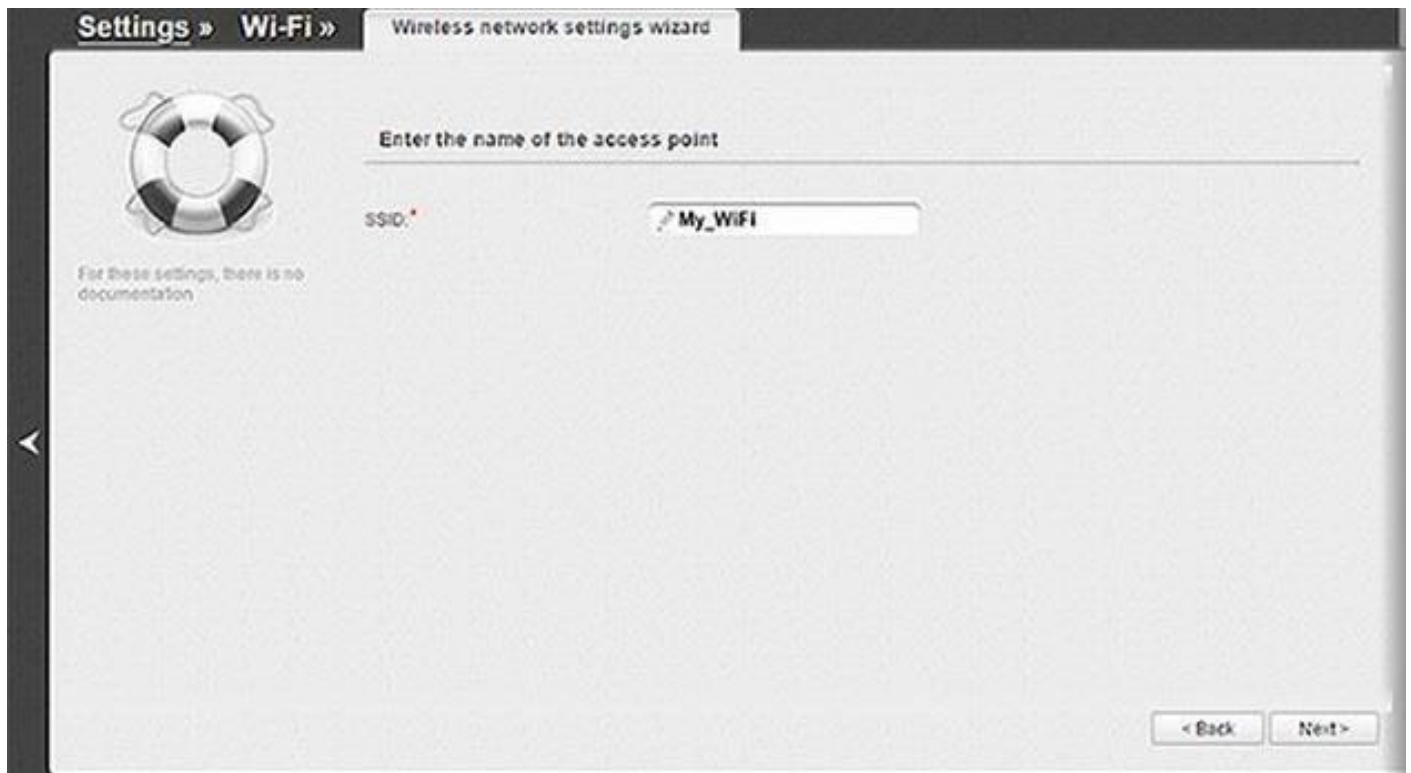 Settings » Wi-Fi » Wireless network settings wizard
Enter the name of the access point
SSID:* My_WiFi
For these settings, there is no
documentation
< Back Next >